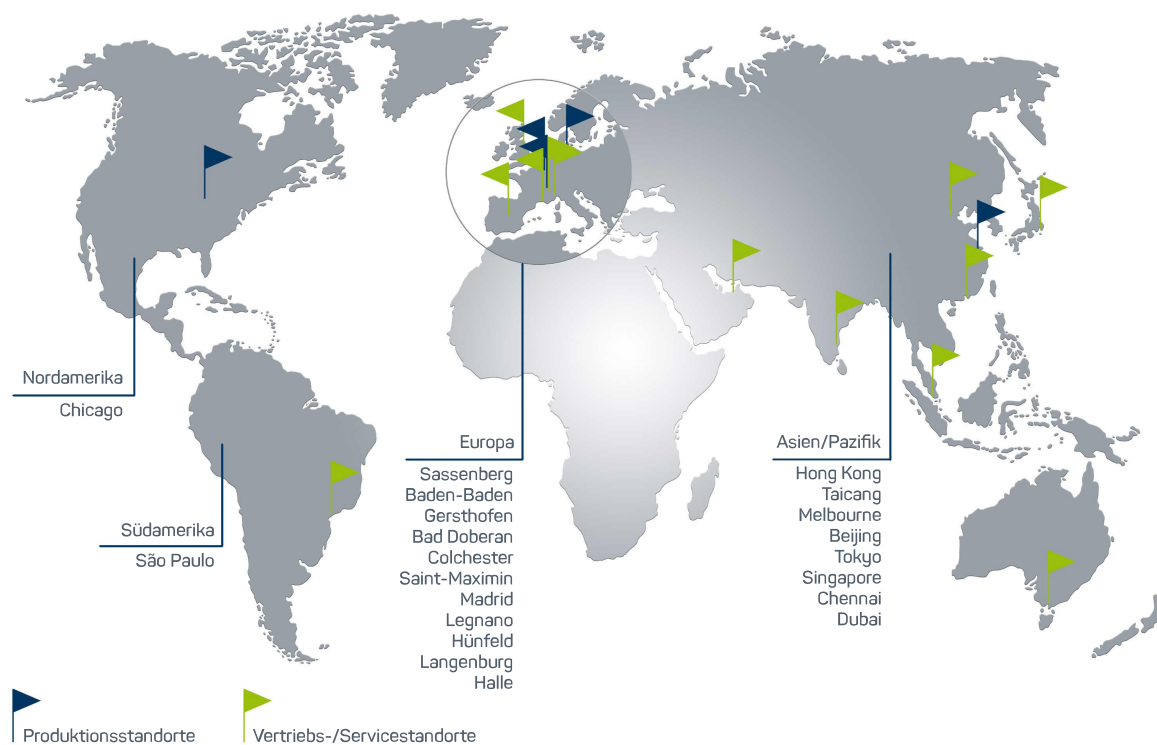 Nordamerika
Chicago
Südamerika
São Paulo
Europa
Sassenberg
Baden-Baden
Gersthofen
Bad Doberan
Colchester
Saint-Maximin
Madrid
Legnano
Hünfeld
Langenburg
Halle
Asien/Pazifik
Hong Kong
Taicang
Melbourne
Beijing
Tokyo
Singapore
Chennai
Dubai
Produktionsstandorte
Vertriebs-/Servicestandorte